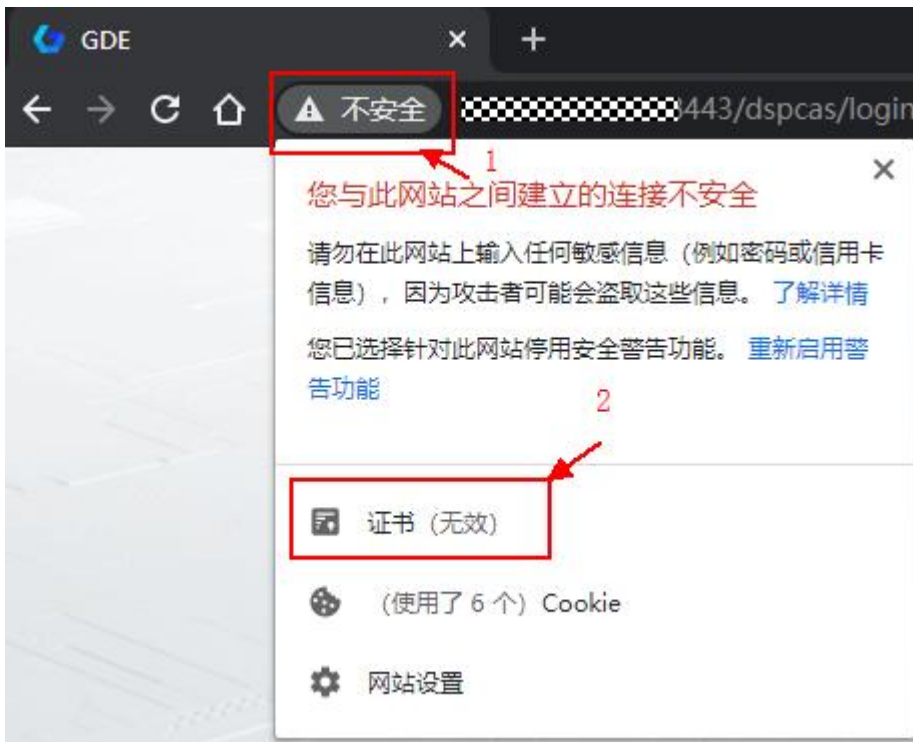 GDE
不安全
443/dspcas/login
1
您与此网站之间建立的连接不安全
请勿在此网站上输入任何敏感信息（例如密码或信用卡
信息），因为攻击者可能会盗取这些信息。 了解详情
您已选择针对此网站停用安全警告功能。 重新启用警
告功能
2
证书（无效）
（使用了 6 个）Cookie
网站设置